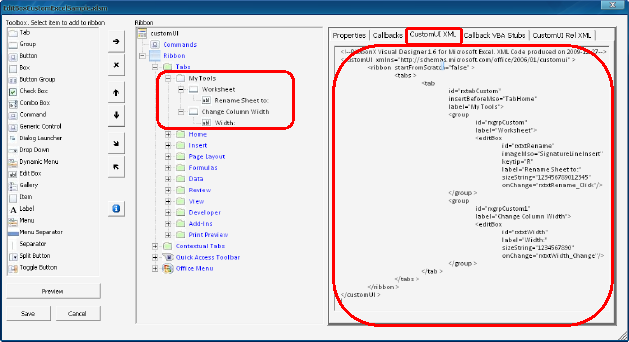 Toolbox . Select item to add to ribbon
Tab
Group
Button
Box
Button Group
Check Box
Combo Box
Command
Generic Control
Dialog Launcher
Drop Down
Dynamic Menu
Edit Box
Gallery
Item
Label
Menu
Menu Separator
Separator
Split Button
Toggle Button
Preview
Save
Cancel
Ribbon
customUI
Commands
Ribbon
Tabs
My Tools
Worksheet
Rename Sheet to:
Change Column Width
Width:
Home
Insert
Page Layout
Formulas
Data
Review
View
Developer
Add-Ins
Print Preview
Contextual Tabs
Quick Access Toolbar
Office Menu
Properties
Callbacks
CustomUI XML
Callback VBA Stubs
CustomUI Rel XML
<!--RibbonX Visual Designer 1.6 for Microsoft Excel. XML Code produced on
<customUI xmlns="http://schemas.microsoft.com/office/2006/01/customui" >
<ribbon startFromScratch="false" >
<tabs >
<tab
id="rxtabCustom"
insertBeforeMso="TabHome"
label="My Tools">
<group
id="rxgrpCustom"
label="Worksheet">
<editBox
id="rxtxtRename"
imageMso="SignatureLineInsert"
keytip="R"
label="Rename Sheet to:"
sizeString="123456789012345"
onChange="rxtxtRename_Click"/>
</group >
<group
id="rxgrpCustom1"
label="Change Column Width">
<editBox
id="rxtxtWidth"
label="Width:"
sizeString="1234567890"
onChange="rxtxtWidth_Change"/>
</group >
</tab >
</tabs >
</ribbon >
</customUI >